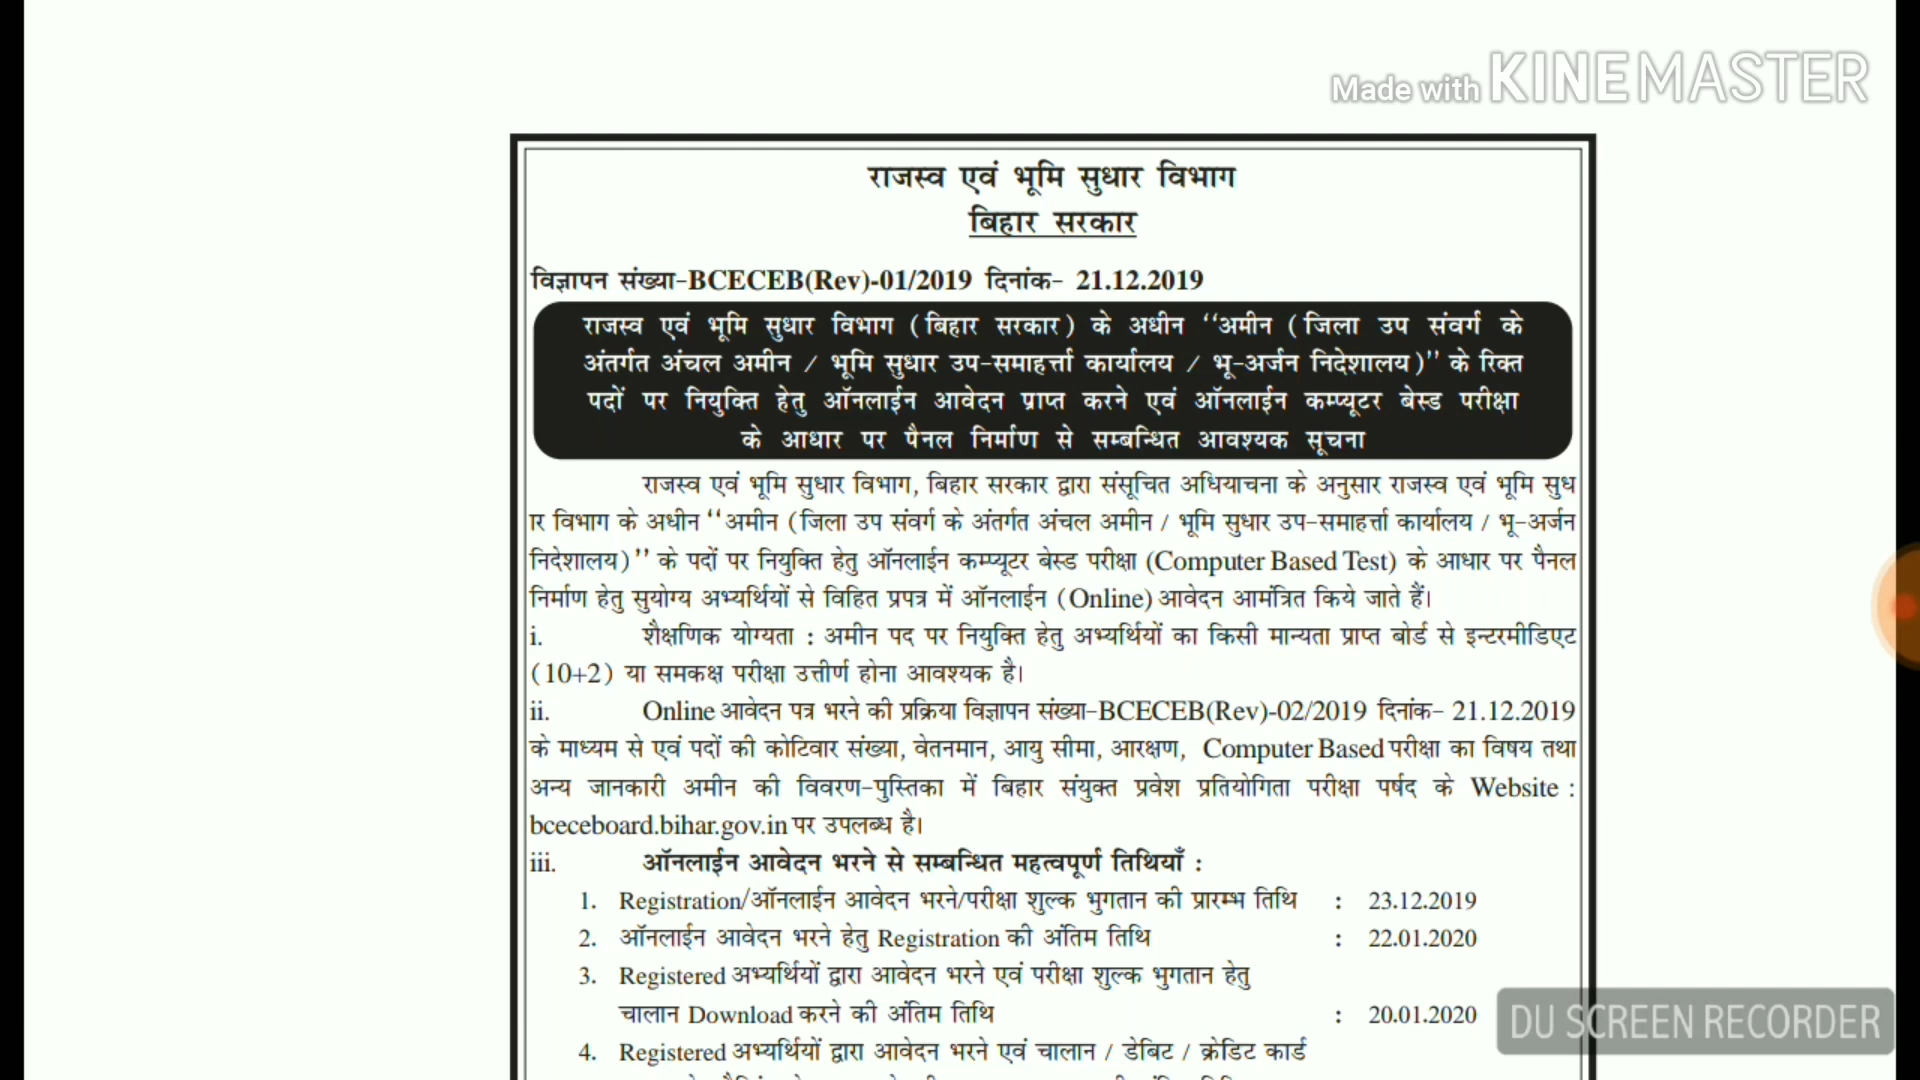 Made with KINEMASTER
राजस्व एवं भूमि सुधार विभाग
बिहार सरकार
विज्ञापन संख्या-BCECEB(Rev)-01/2019 दिनांक- 21.12.2019
राजस्व एवं भूमि सुधार विभाग (बिहार सरकार) के अधीन ‘‘अमीन (जिला उप संवर्ग के
अंतर्गत अंचल अमीन / भूमि सुधार उप-समाहर्त्ता कार्यालय / भू-अर्जन निदेशालय)’’ के रिक्त
पदों पर नियुक्ति हेतु ऑनलाईन आवेदन प्राप्त करने एवं ऑनलाईन कम्प्यूटर बेस्ड परीक्षा
के आधार पर पैनल निर्माण से सम्बन्धित आवश्यक सूचना
राजस्व एवं भूमि सुधार विभाग, बिहार सरकार द्वारा संसूचित अधियाचना के अनुसार राजस्व एवं भूमि सुध
ार विभाग के अधीन ‘‘अमीन (जिला उप संवर्ग के अंतर्गत अंचल अमीन / भूमि सुधार उप-समाहर्त्ता कार्यालय / भू-अर्जन
निदेशालय)’’ के पदों पर नियुक्ति हेतु ऑनलाईन कम्प्यूटर बेस्ड परीक्षा (Computer Based Test) के आधार पर पैनल
निर्माण हेतु सुयोग्य अभ्यर्थियों से विहित प्रपत्र में ऑनलाईन (Online) आवेदन आमंत्रित किये जाते हैं।
i. शैक्षणिक योग्यता : अमीन पद पर नियुक्ति हेतु अभ्यर्थियों का किसी मान्यता प्राप्त बोर्ड से इन्टरमीडिएट
(10+2) या समकक्ष परीक्षा उत्तीर्ण होना आवश्यक है।
ii. Online आवेदन पत्र भरने की प्रक्रिया विज्ञापन संख्या-BCECEB(Rev)-02/2019 दिनांक- 21.12.2019
के माध्यम से एवं पदों की कोटिवार संख्या, वेतनमान, आयु सीमा, आरक्षण, Computer Based परीक्षा का विषय तथा
अन्य जानकारी अमीन की विवरण-पुस्तिका में बिहार संयुक्त प्रवेश प्रतियोगिता परीक्षा पर्षद के Website :
bceceboard.bihar.gov.in पर उपलब्ध है।
iii. ऑनलाईन आवेदन भरने से सम्बन्धित महत्वपूर्ण तिथियाँ :
1. Registration/ऑनलाईन आवेदन भरने/परीक्षा शुल्क भुगतान की प्रारम्भ तिथि : 23.12.2019
2. ऑनलाईन आवेदन भरने हेतु Registration की अंतिम तिथि : 22.01.2020
3. Registered अभ्यर्थियों द्वारा आवेदन भरने एवं परीक्षा शुल्क भुगतान हेतु
चालान Download करने की अंतिम तिथि : 20.01.2020
DU SCREEN RECORDER
4. Registered अभ्यर्थियों द्वारा आवेदन भरने एवं चालान / डेबिट / क्रेडिट कार्ड